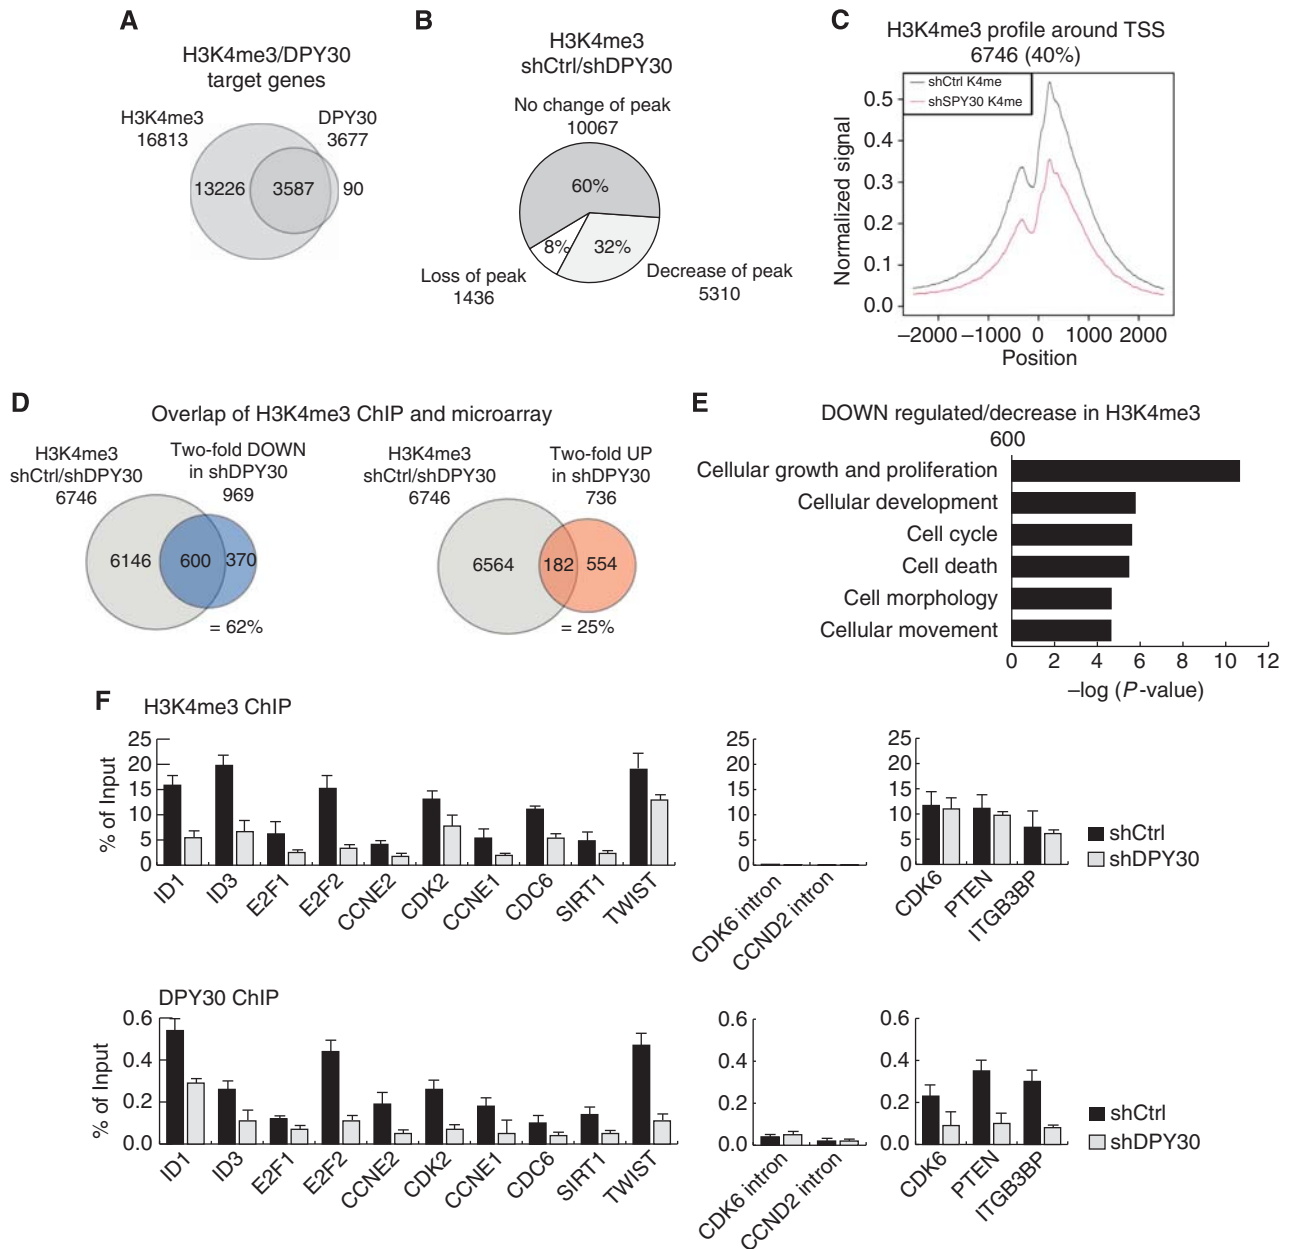 A
H3K4me3/DPY30
target genes
H3K4me3
16813
DPY30
3677
13226
3587
90
B
H3K4me3
shCtrl/shDPY30
No change of peak
10067
60%
8%
32%
Loss of peak
1436
Decrease of peak
5310
C
H3K4me3 profile around TSS
6746 (40%)
shCtrl K4me
shSPY30 K4me
Normalized signal
0.5
0.4
0.3
0.2
0.1
0.0
–2000 –1000 0 1000 2000
Position
D
Overlap of H3K4me3 ChIP and microarray
H3K4me3
shCtrl/shDPY30
6746
Two-fold DOWN
in shDPY30
969
6146
600
370
= 62%
H3K4me3
shCtrl/shDPY30
6746
Two-fold UP
in shDPY30
736
6564
182
554
= 25%
E
DOWN regulated/decrease in H3K4me3
600
Cellular growth and proliferation
Cellular development
Cell cycle
Cell death
Cell morphology
Cellular movement
0 2 4 6 8 10 12
–log (P-value)
F
H3K4me3 ChIP
% of Input
25
20
15
10
5
0
ID1
ID3
E2F1
E2F2
CCNE2
CDK2
CCNE1
CDC6
SIRT1
TWIST
25
20
15
10
5
0
CDK6 intron
CCND2 intron
25
20
15
10
5
0
CDK6
PTEN
ITGB3BP
shCtrl
shDPY30
DPY30 ChIP
% of Input
0.6
0.4
0.2
0.0
ID1
ID3
E2F1
E2F2
CCNE2
CDK2
CCNE1
CDC6
SIRT1
TWIST
0.6
0.4
0.2
0.0
CDK6 intron
CCND2 intron
0.6
0.4
0.2
0.0
CDK6
PTEN
ITGB3BP
shCtrl
shDPY30